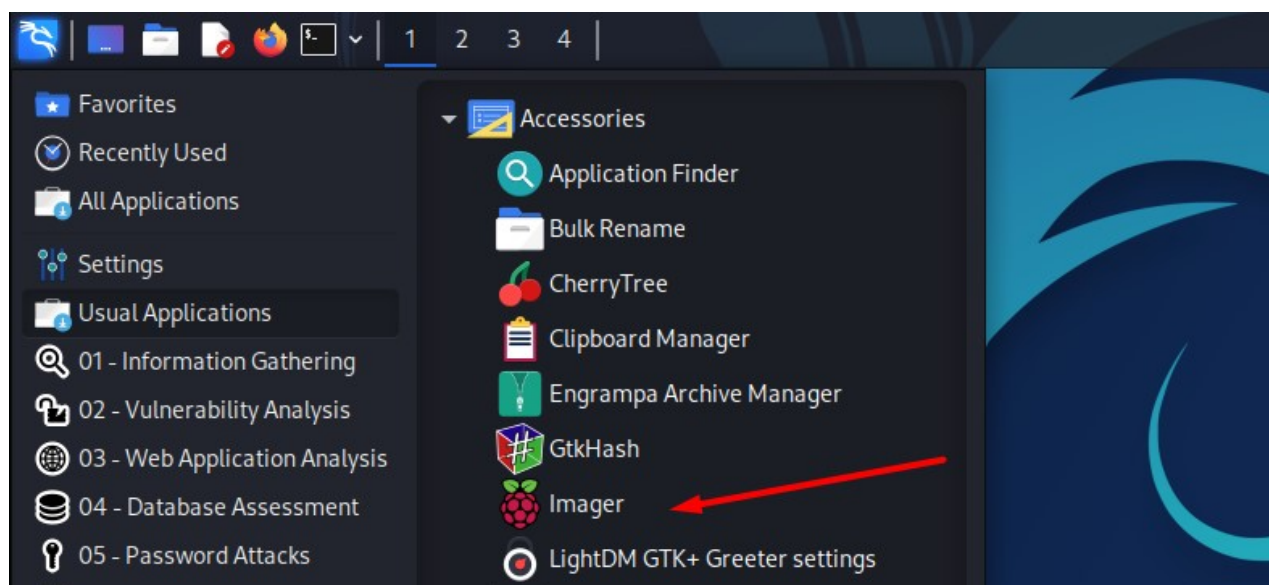 1 2 3 4
Favorites
Recently Used
All Applications
Settings
Usual Applications
01 - Information Gathering
02 - Vulnerability Analysis
03 - Web Application Analysis
04 - Database Assessment
05 - Password Attacks
Accessories
Application Finder
Bulk Rename
CherryTree
Clipboard Manager
Engrampa Archive Manager
GtkHash
Imager
LightDM GTK+ Greeter settings